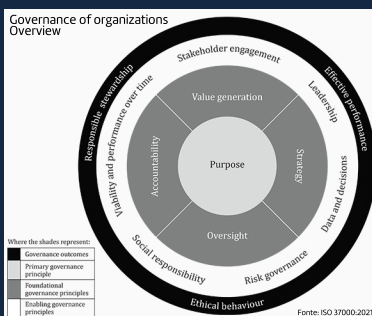 Governance of organizations
Overview
Responsible stewardship
Effective performance
Ethical behaviour
Stakeholder engagement
Leadership
Data and decisions
Risk governance
Social responsibility
Viability and performance over time
Value generation
Strategy
Oversight
Accountability
Purpose
Where the shades represent:
Governance outcomes
Primary governance
principle
Foundational
governance principles
Enabling governance
principles
Fonte: ISO 37000:2021